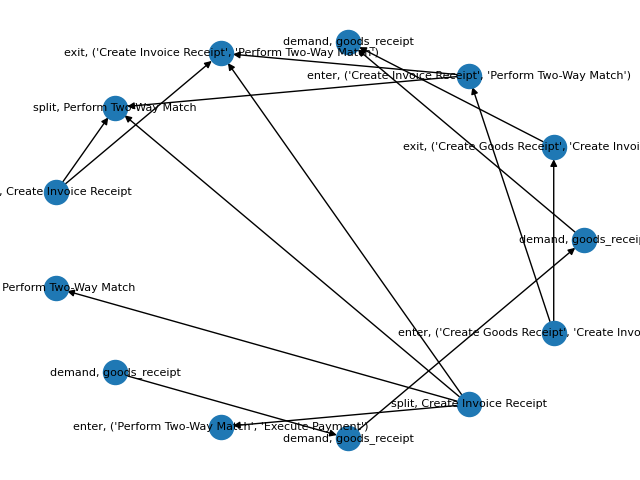 demand, goods_receipt
exit, ('Create Invoice Receipt', 'Perform Two-Way Match')
enter, ('Create Invoice Receipt', 'Perform Two-Way Match')
split, Perform Two-Way Match
exit, ('Create Goods Receipt', 'Create Invoi
, Create Invoice Receipt
demand, goods_receip
Perform Two-Way Match
enter, ('Create Goods Receipt', 'Create Invo
demand, goods_receipt
split, Create Invoice Receipt
enter, ('Perform Two-Way Match', 'Execute Payment')
demand, goods_receipt